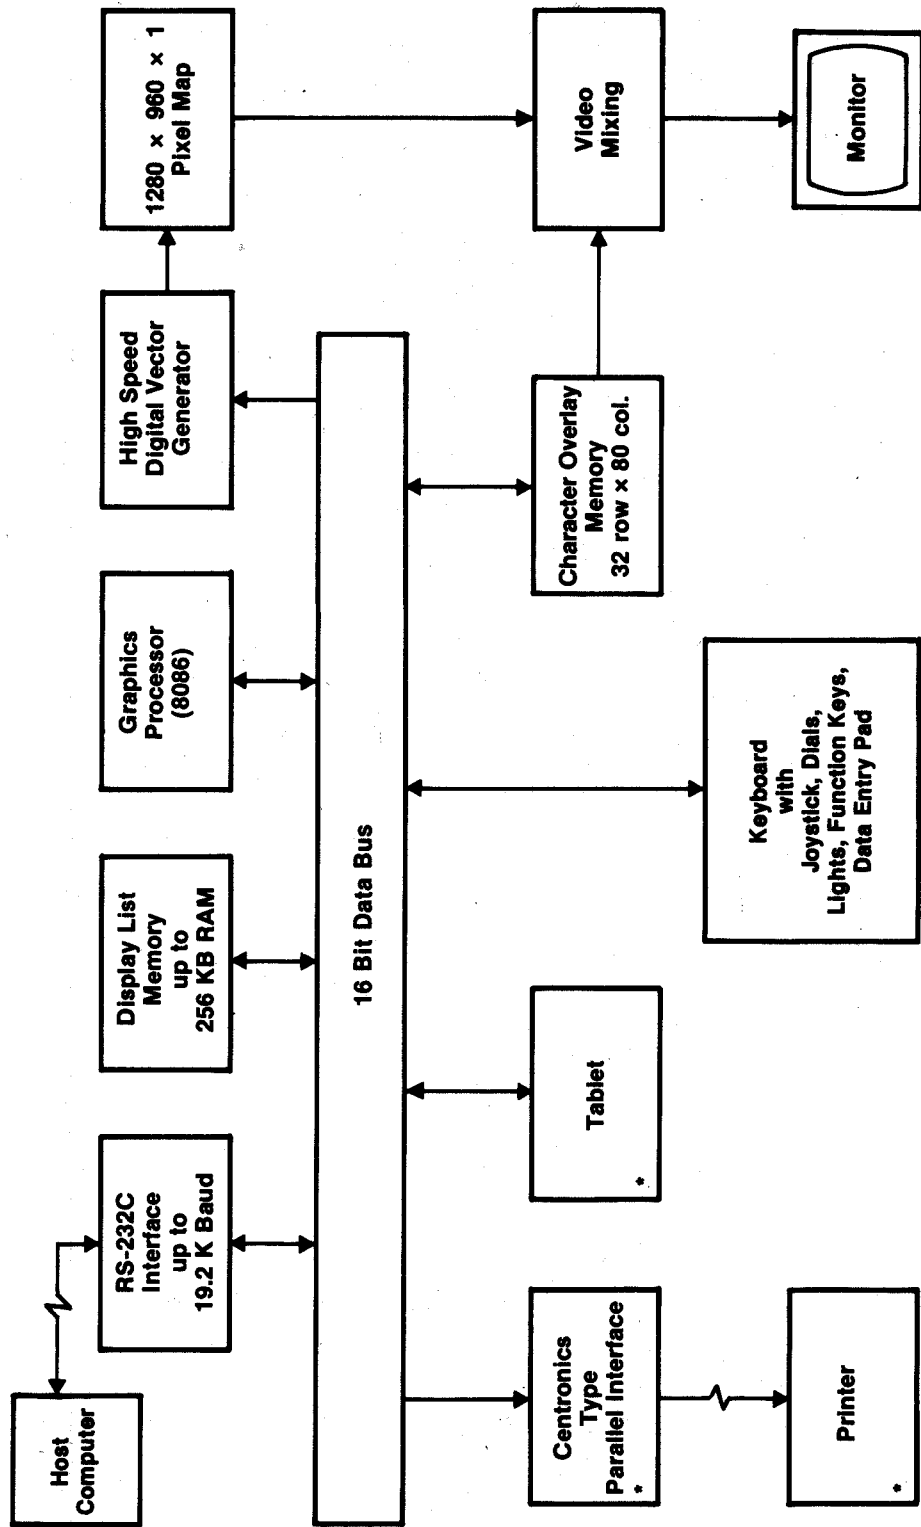 Host
Computer
RS-232C
Interface
up to
19.2 K Baud
Display List
Memory
up to
256 KB RAM
Graphics
Processor
(8086)
High Speed
Digital Vector
Generator
1280 × 960 × 1
Pixel Map
16 Bit Data Bus
Centronics
Type
Parallel Interface
*
Tablet
*
Character Overlay
Memory
32 row × 80 col.
Video
Mixing
Printer
*
Keyboard
with
Joystick, Dials,
Lights, Function Keys,
Data Entry Pad
Monitor